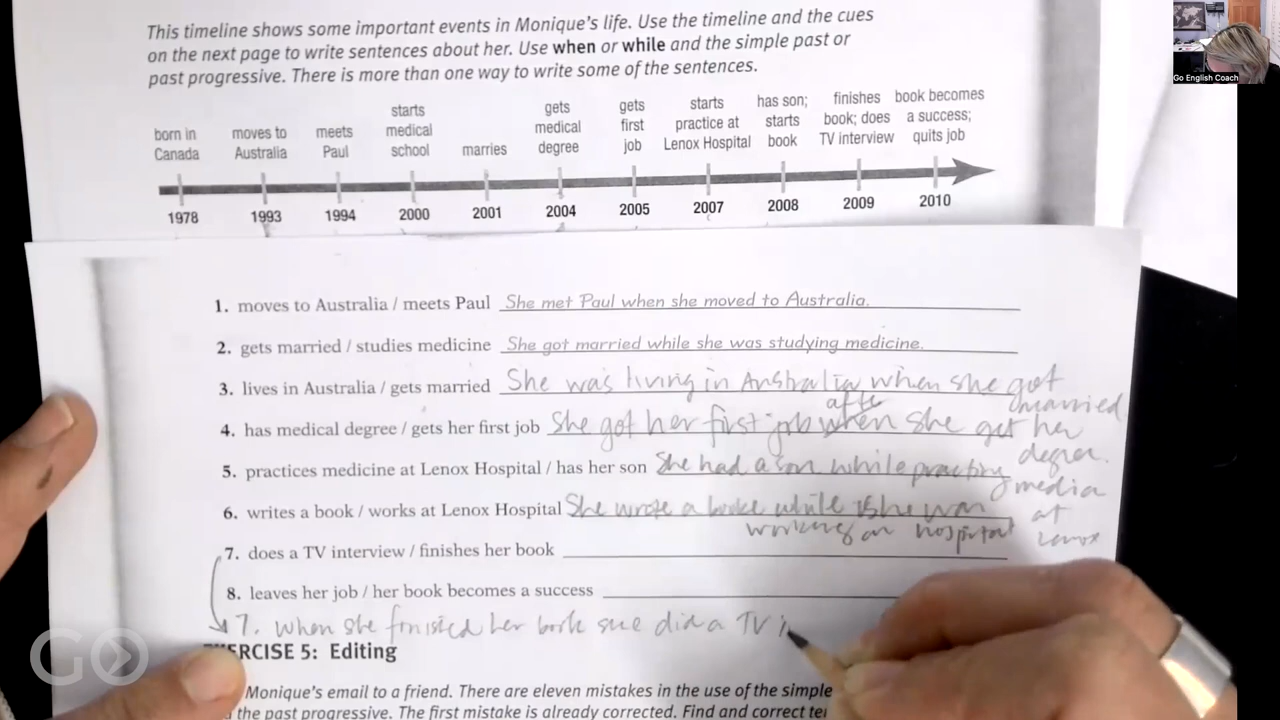 This timeline shows some important events in Monique's life. Use the timeline and the cues
on the next page to write sentences about her. Use when or while and the simple past or
past progressive. There is more than one way to write some of the sentences.
Go English Coach
born in
Canada
moves to
Australia
meets
Paul
starts
medical
school
marries
gets
medical
degree
gets
first
job
starts
practice at
Lenox Hospital
has son;
starts
book
finishes
book; does
TV interview
book becomes
a success;
quits job
1978 1993 1994 2000 2001 2004 2005 2007 2008 2009 2010
1. moves to Australia / meets Paul She met Paul when she moved to Australia.
2. gets married / studies medicine She got married while she was studying medicine.
3. lives in Australia / gets married She was living in Australia when she got
married.
after
4. has medical degree / gets her first job She got her first job when she get her
degree.
5. practices medicine at Lenox Hospital / has her son She had a son while
media
at
Lenox
6. writes a book / works at Lenox Hospital She wrote a while she was
working
7. does a TV interview / finishes her book
8. leaves her job / her book becomes a success
7. When she finished her book she did a TV
GO
ERCISE 5: Editing
Monique's email to a friend. There are eleven mistakes in the use of the simple
the past progressive. The first mistake is already corrected. Find and correct